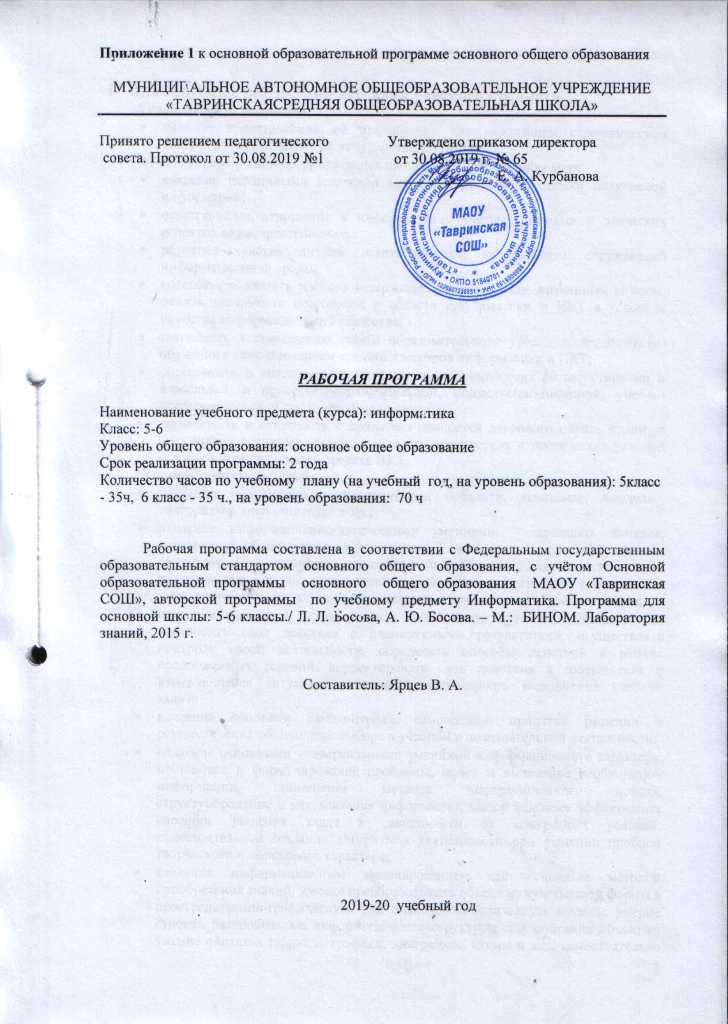 Приложение 1 к основной образовательной программе основного общего образования
МУНИЦИПАЛЬНОЕ АВТОНОМНОЕ ОБЩЕОБРАЗОВАТЕЛЬНОЕ УЧРЕЖДЕНИЕ
«ТАВРИНСКАЯСРЕДНЯЯ ОБЩЕОБРАЗОВАТЕЛЬНАЯ ШКОЛА»
Принято решением педагогического
совета. Протокол от 30.08.2019 №1
Утверждено приказом директора
от 30.08.2019 г. № 65
Е. А. Курбанова
МАОУ
«Тавринская
СОШ»
РАБОЧАЯ ПРОГРАММА
Наименование учебного предмета (курса): информатика
Класс: 5-6
Уровень общего образования: основное общее образование
Срок реализации программы: 2 года
Количество часов по учебному плану (на учебный год, на уровень образования): 5класс
- 35ч, 6 класс - 35 ч., на уровень образования: 70 ч
Рабочая программа составлена в соответствии с Федеральным государственным
образовательным стандартом основного общего образования, с учётом Основной
образовательной программы основного общего образования МАОУ «Тавринская
СОШ», авторской программы по учебному предмету Информатика. Программа для
основной школы: 5-6 классы./ Л. Л. Босова, А. Ю. Босова. – М.: БИНОМ. Лаборатория
знаний, 2015 г.
Составитель: Ярцев В. А.
2019-20 учебный год